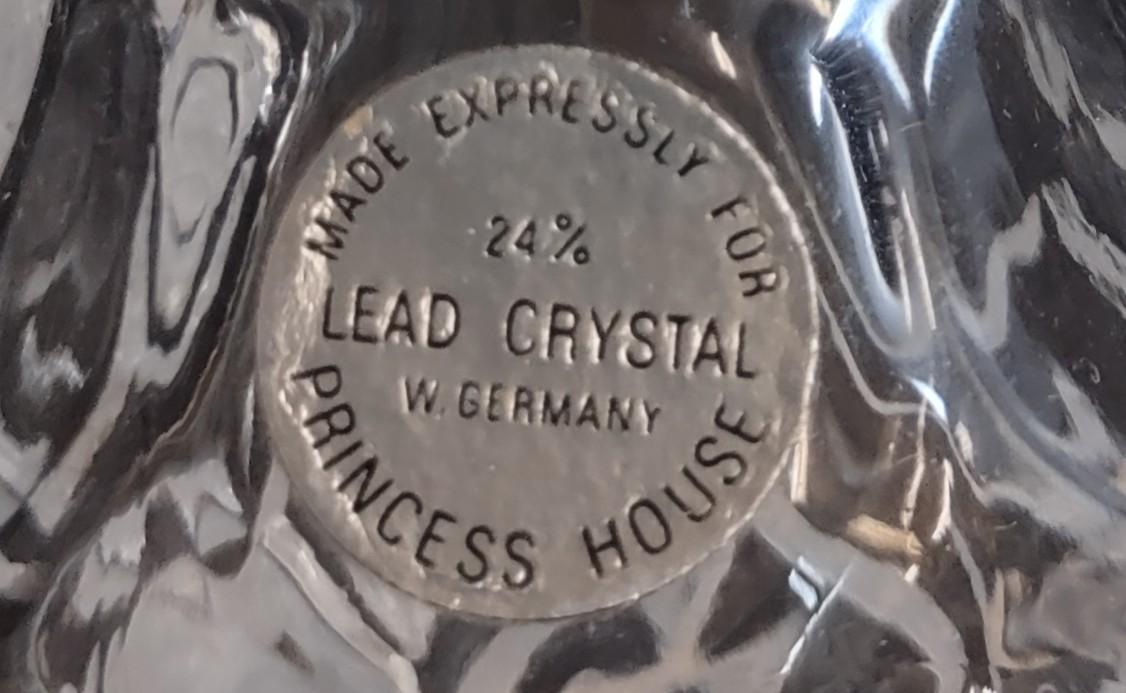 MADE EXPRESSLY FOR
24%
LEAD CRYSTAL
W. GERMANY
PRINCESS HOUSE